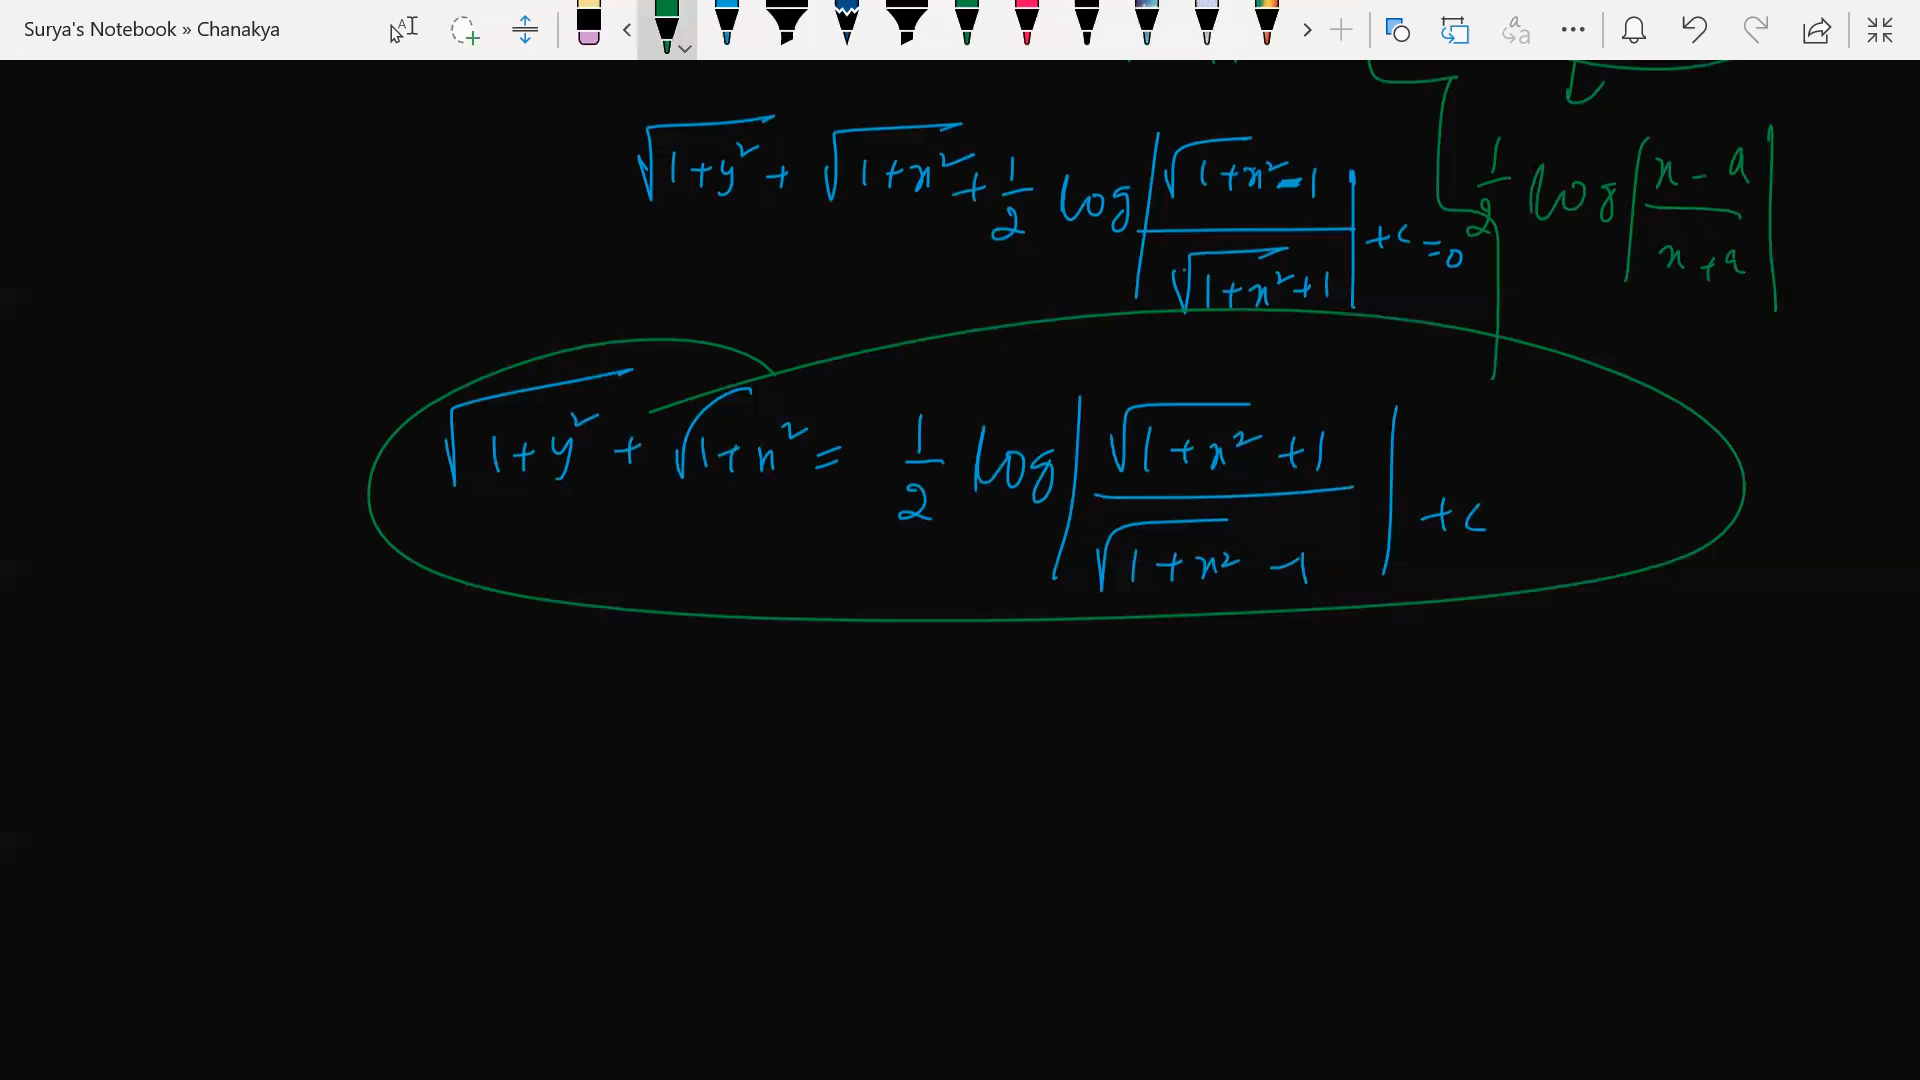 Surya's Notebook » Chanakya
√(1+y²) + √(1+x²) + 1/2 log |(√(1+x²) - 1)/(√(1+x²) + 1)| + c = 0
1/2 log |(x - a)/(x + a)|
√(1+y²) + √(1+x²) = 1/2 log |(√(1+x²) + 1)/(√(1+x²) - 1)| + c